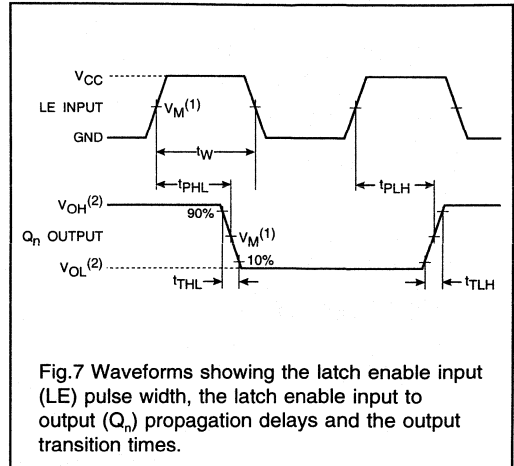 VCC
LE INPUT
VM(1)
GND
tW
tPHL
tPLH
VOH(2)
90%
Qn OUTPUT
VM(1)
VOL(2)
10%
tTHL
tTLH
Fig.7 Waveforms showing the latch enable input
(LE) pulse width, the latch enable input to
output (Qn) propagation delays and the output
transition times.